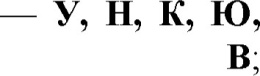 — У, Н, К, Ю,
В;